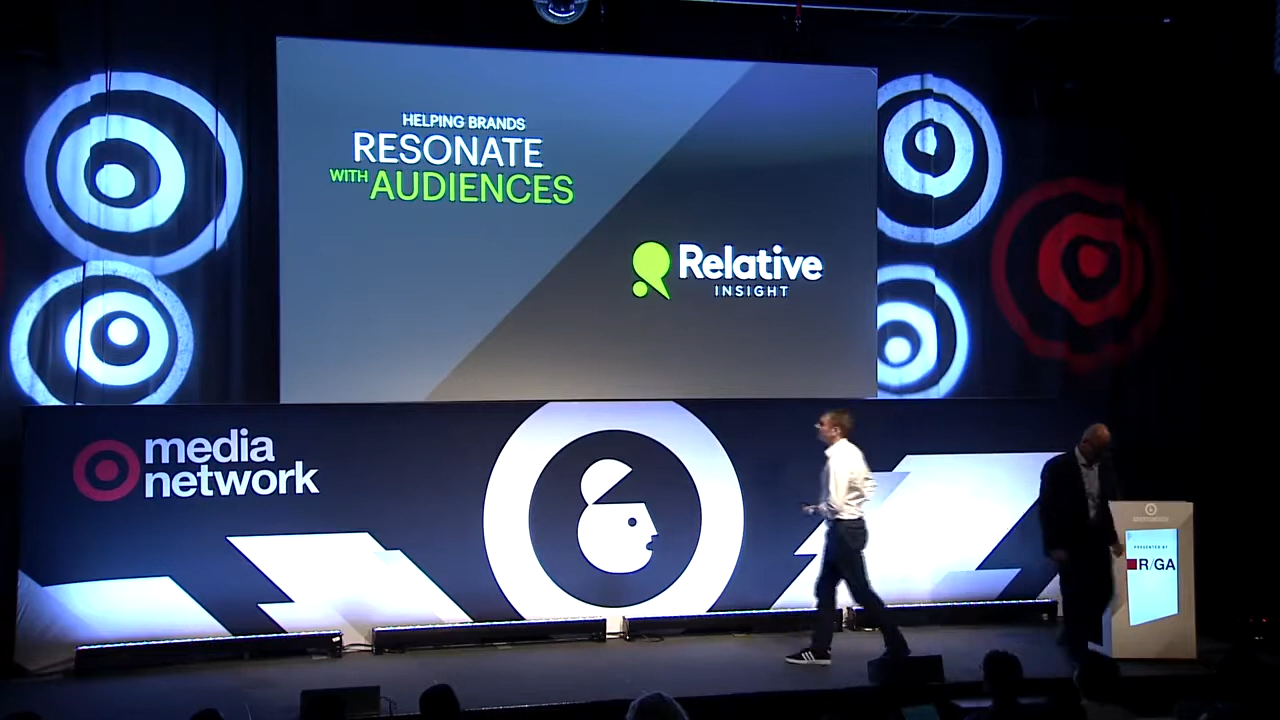 HELPING BRANDS
RESONATE
WITH AUDIENCES
Relative
INSIGHT
media
network
PRESENTED BY
R/GA